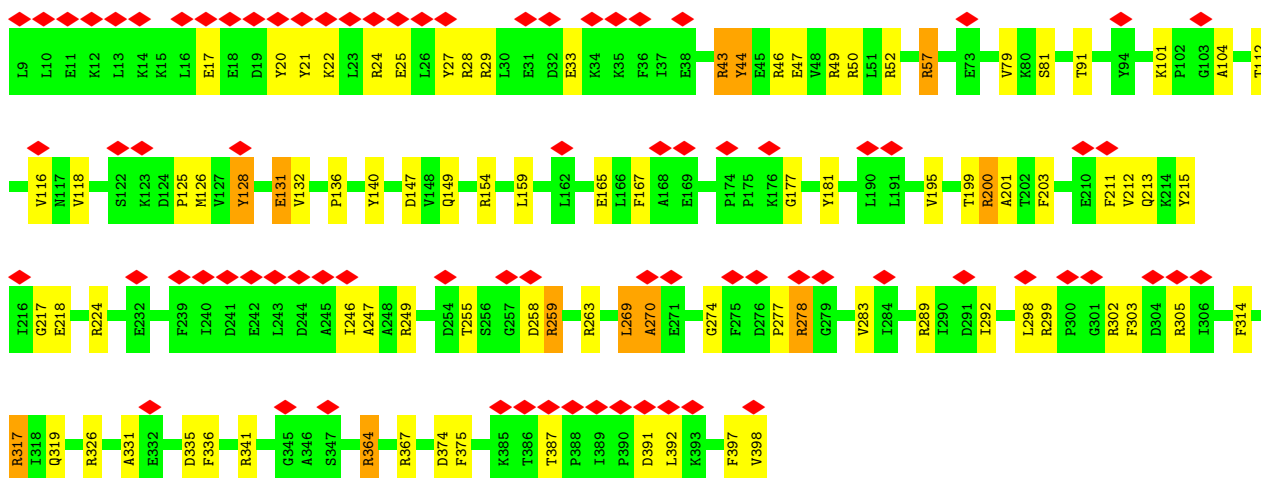 L9 L10 E11 K12 L13 K14 K15 L16 E17 E18 D19 Y20 Y21 K22 L23 R24 E25 L26 Y27 R28 R29 L30 E31 D32 E33 K34 K35 F36 I37 E38 R43 Y44 E45 R46 E47 V48 R49 R50 L51 R52 R57 E73 V79 K80 S81 T91 Y94 K101 P102 G103 A104 T112
V116 N117 V118 S122 K123 D124 P125 M126 V127 Y128 E131 V132 P136 Y140 D147 V148 Q149 R154 L159 L162 E165 L166 F167 A168 E169 P174 P175 K176 G177 Y181 L190 L191 V195 T199 R200 A201 T202 F203 E210 F211 V212 Q213 K214 Y215
I216 G217 E218 R224 E232 F239 I240 D241 E242 L243 D244 A245 I246 A247 A248 R249 D254 T255 S256 G257 D258 R259 R263 L269 A270 E271 G274 F275 D276 P277 R278 G279 V283 I284 R289 I290 D291 I292 L298 R299 P300 G301 R302 F303 D304 R305 I306 F314
R317 I318 Q319 R326 A331 E332 D335 F336 R341 G345 A346 S347 R364 R367 D374 F375 K385 T386 T387 P388 I389 P390 D391 L392 K393 F397 V398